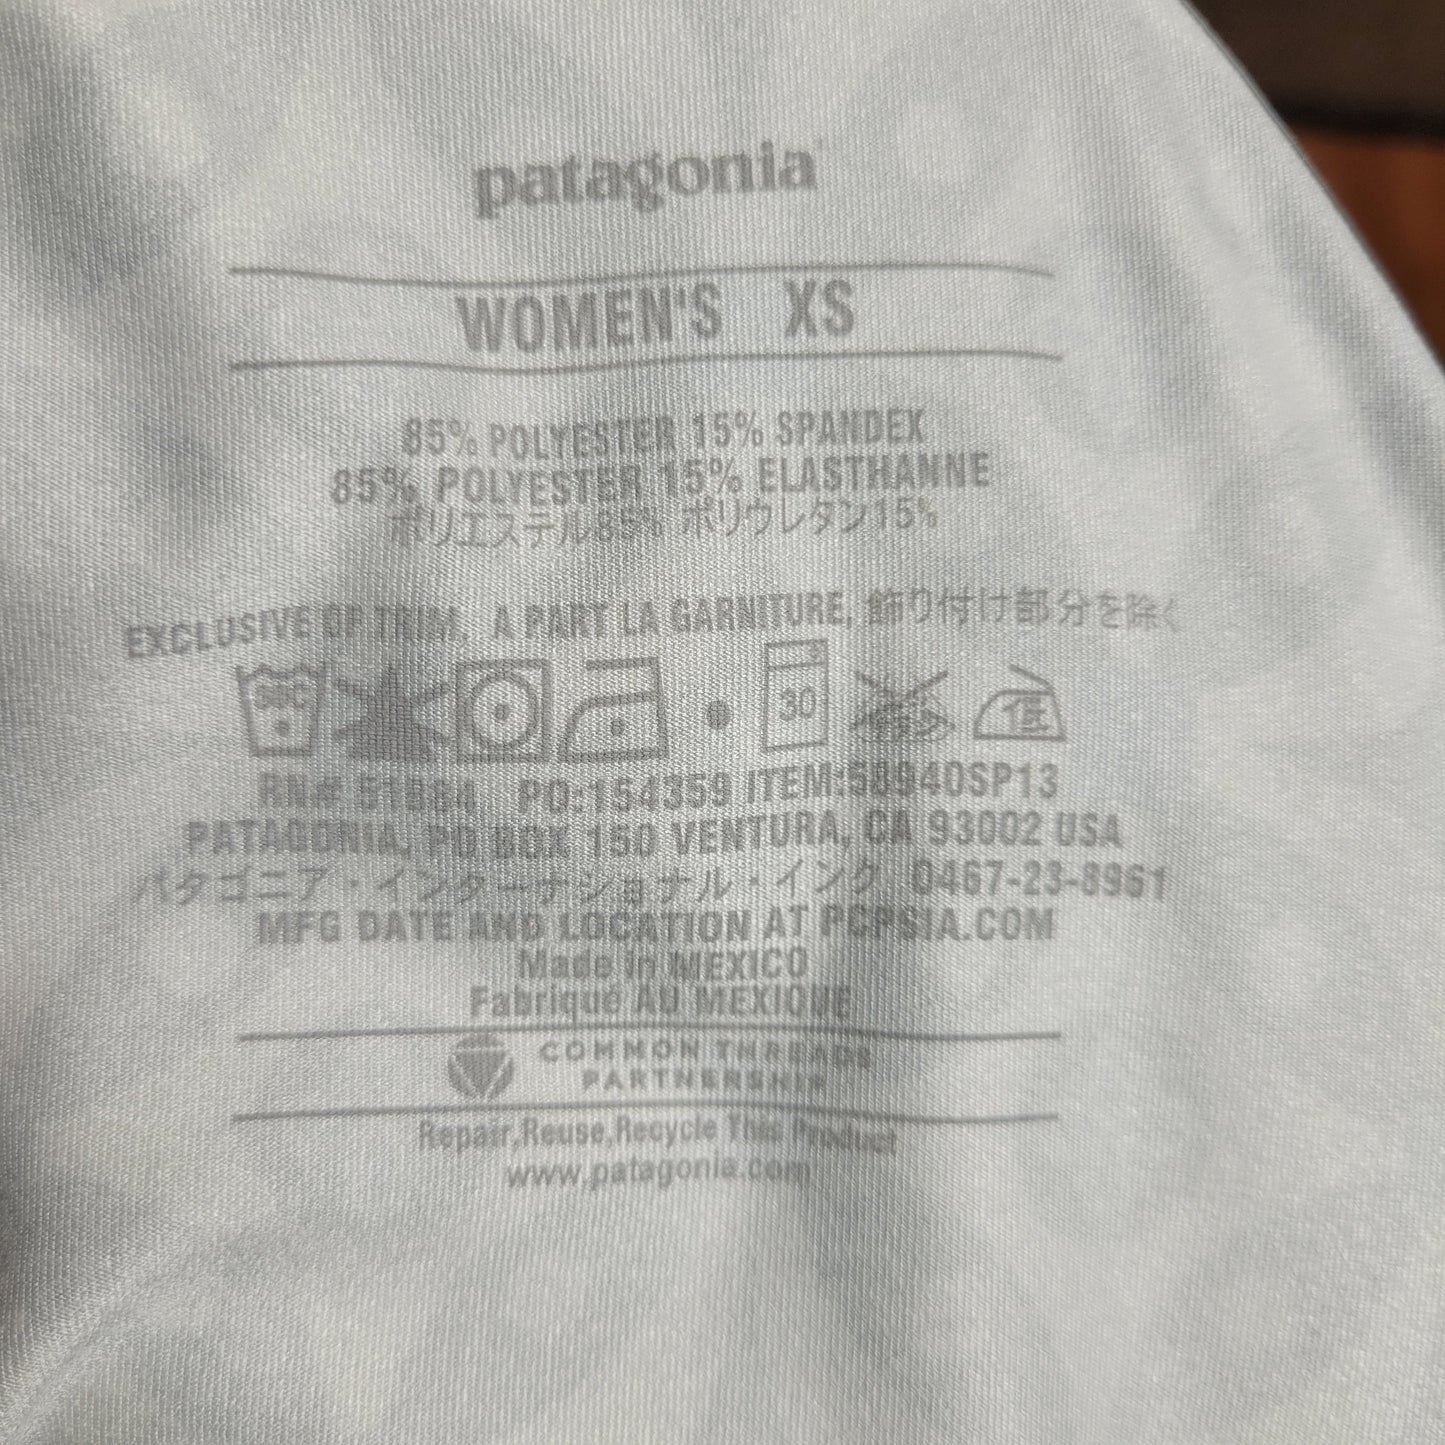 patagonia
WOMEN'S XS
85% POLYESTER 15% SPANDEX
85% POLYESTER 15% ELASTHANNE
ポリエステル85% ポリウレタン15%
EXCLUSIVE OF TRIM, A PART LA GARNITURE, 飾り付け部分を除く
30 低
RN# 51884 PO:154359 ITEM:58940SP13
PATAGONIA, PO BOX 150 VENTURA, CA 93002 USA
パタゴニア・インターナショナル・インク 0467-23-8961
MFG DATE AND LOCATION AT PCPSIA.COM
Made in MEXICO
Fabriqué AU MEXIQUE
COMMON THREADS
PARTNERSHIP
Repair,Reuse,Recycle This Product
www.patagonia.com